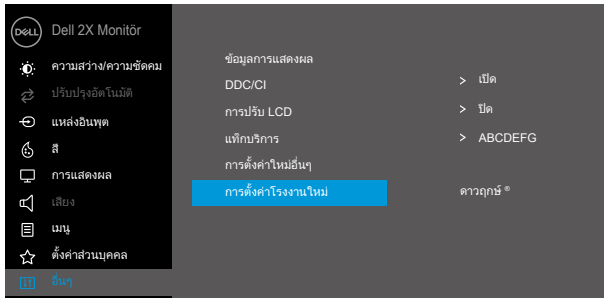 DELL
Dell 2X Monitör
ความสว่าง/ความชัดคม
ปรับปรุงอัตโนมัติ
แหล่งอินพุต
สี
การแสดงผล
เสียง
เมนู
ตั้งค่าส่วนบุคคล
อื่นๆ
ข้อมูลการแสดงผล
DDC/CI > เปิด
การปรับ LCD > ปิด
แท็กบริการ > ABCDEFG
การตั้งค่าใหม่อื่นๆ
การตั้งค่าโรงงานใหม่ ดาวฤกษ์ ®